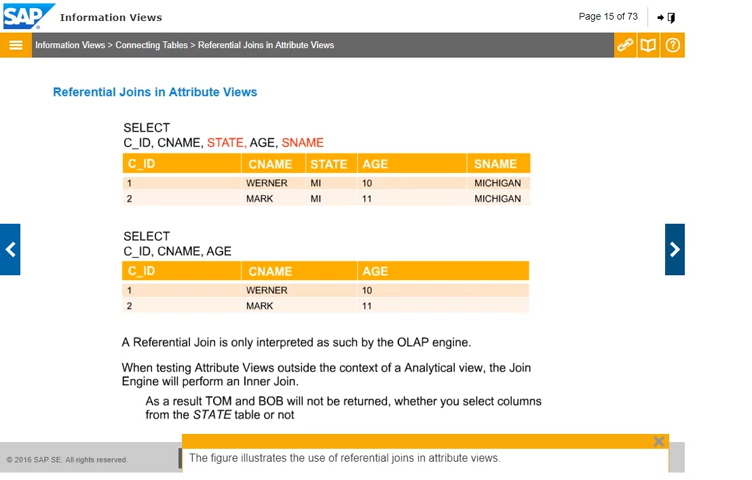 SAP Information Views Page 15 of 73
Information Views > Connecting Tables > Referential Joins in Attribute Views
Referential Joins in Attribute Views
SELECT
C_ID, CNAME, STATE, AGE, SNAME
C_ID CNAME STATE AGE SNAME
1 WERNER MI 10 MICHIGAN
2 MARK MI 11 MICHIGAN
SELECT
C_ID, CNAME, AGE
C_ID CNAME AGE
1 WERNER 10
2 MARK 11
A Referential Join is only interpreted as such by the OLAP engine.
When testing Attribute Views outside the context of a Analytical view, the Join
Engine will perform an Inner Join.
As a result TOM and BOB will not be returned, whether you select columns
from the STATE table or not
© 2016 SAP SE. All rights reserved.
The figure illustrates the use of referential joins in attribute views.